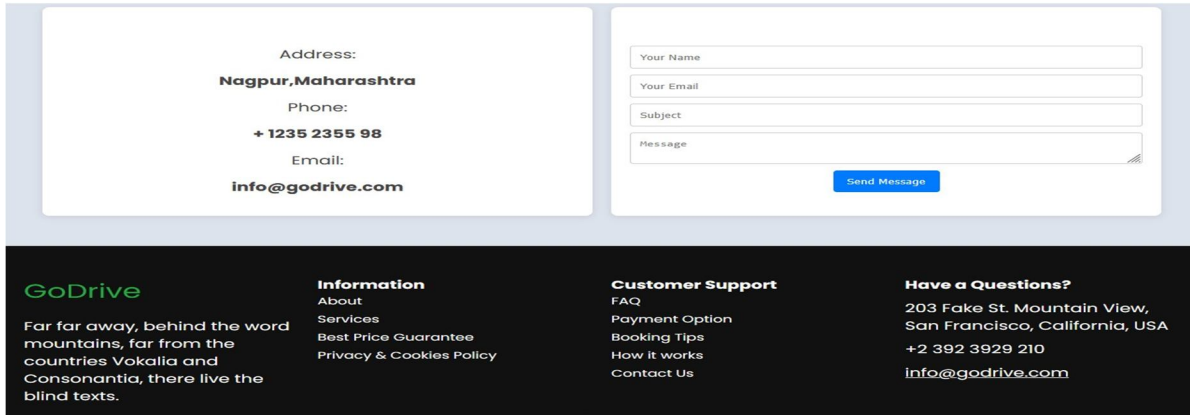 Address:
Nagpur,Maharashtra
Phone:
+ 1235 2355 98
Email:
info@godrive.com
Your Name
Your Email
Subject
Message
Send Message
GoDrive
Far far away, behind the word
mountains, far from the
countries Vokalia and
Consonantia, there live the
blind texts.
Information
About
Services
Best Price Guarantee
Privacy & Cookies Policy
Customer Support
FAQ
Payment Option
Booking Tips
How it works
Contact Us
Have a Questions?
203 Fake St. Mountain View,
San Francisco, California, USA
+2 392 3929 210
info@godrive.com